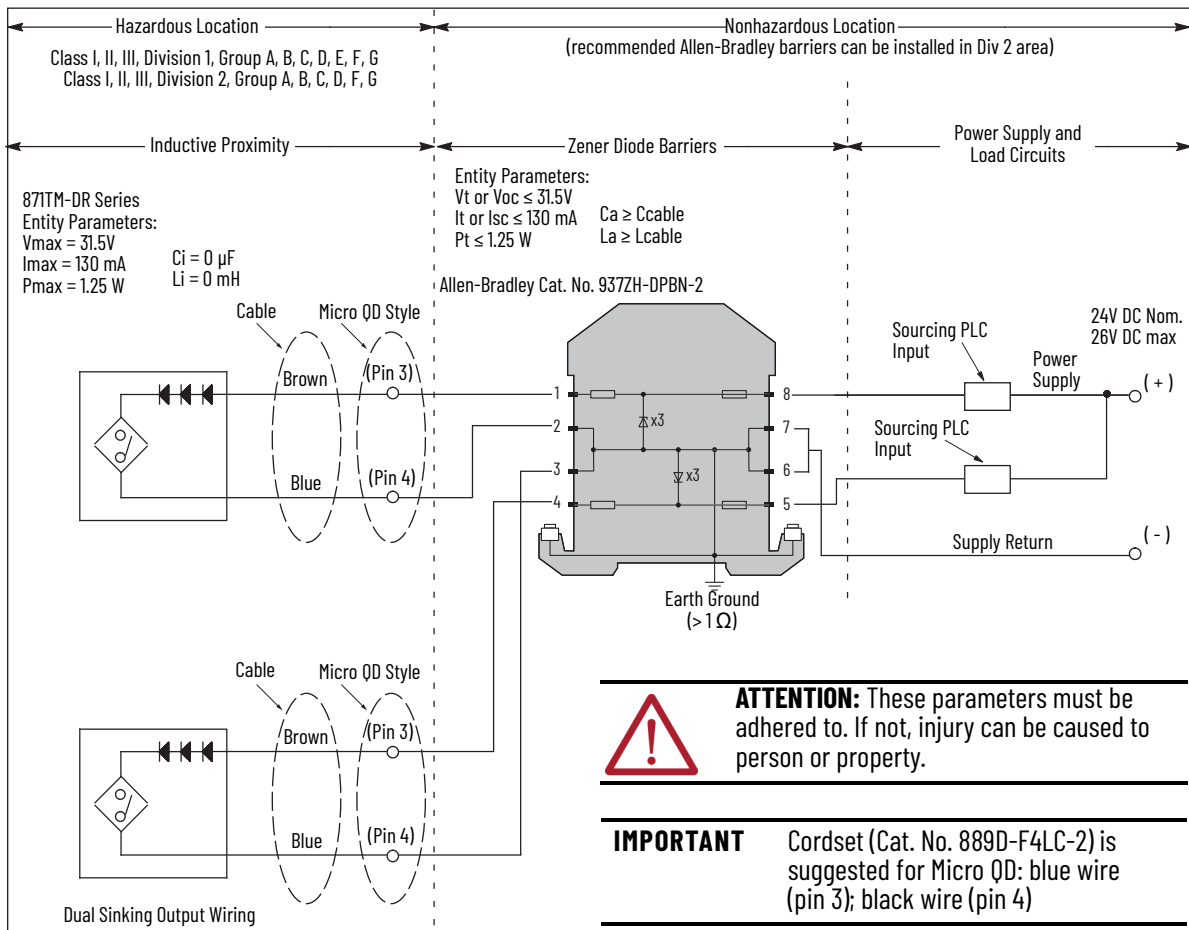 Hazardous Location
Class I, II, III, Division 1, Group A, B, C, D, E, F, G
Class I, II, III, Division 2, Group A, B, C, D, F, G
Nonhazardous Location
(recommended Allen-Bradley barriers can be installed in Div 2 area)
Inductive Proximity
Zener Diode Barriers
Power Supply and
Load Circuits
871TM-DR Series
Entity Parameters:
Vmax = 31.5V
Imax = 130 mA
Pmax = 1.25 W
Ci = 0 µF
Li = 0 mH
Entity Parameters:
Vt or Voc ≤ 31.5V
It or Isc ≤ 130 mA
Pt ≤ 1.25 W
Ca ≥ Ccable
La ≥ Lcable
Allen-Bradley Cat. No. 937ZH-DPBN-2
Cable
Micro QD Style
Brown
(Pin 3)
Blue
(Pin 4)
1
2
3
4
x3
x3
8
7
6
5
Earth Ground
(> 1 Ω)
Sourcing PLC
Input
Power
Supply
24V DC Nom.
26V DC max
(+)
Sourcing PLC
Input
Supply Return
(-)
Cable
Micro QD Style
Brown
(Pin 3)
Blue
(Pin 4)
Dual Sinking Output Wiring
!
ATTENTION: These parameters must be
adhered to. If not, injury can be caused to
person or property.
IMPORTANT Cordset (Cat. No. 889D-F4LC-2) is
suggested for Micro QD: blue wire
(pin 3); black wire (pin 4)